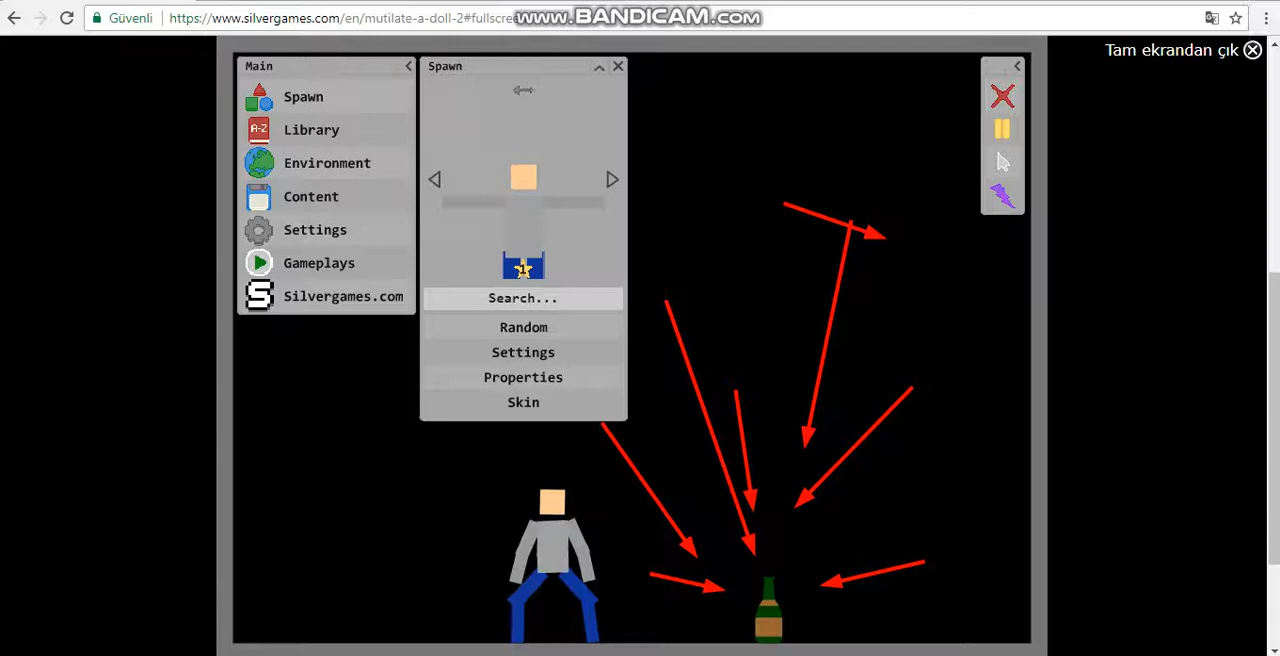 Güvenli
https://www.silvergames.com/en/mutilate-a-doll-2#fullscre
www.BANDICAM.com
Tam ekrandan çık
Main
Spawn
Library
Environment
Content
Settings
Gameplays
Silvergames.com
A-Z
S
Spawn
1
Search...
Random
Settings
Properties
Skin